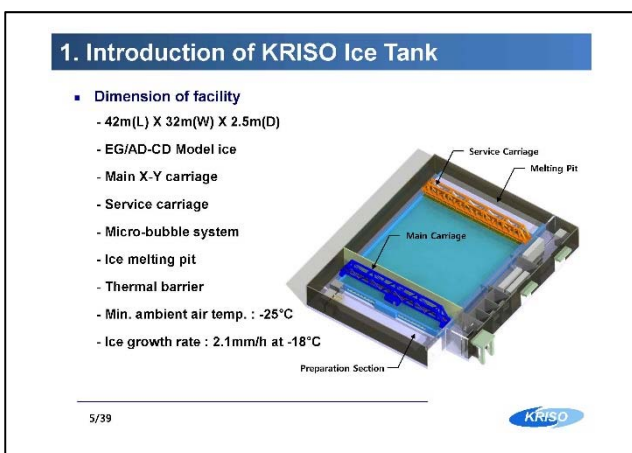 1. Introduction of KRISO Ice Tank
▪ Dimension of facility
- 42m(L) X 32m(W) X 2.5m(D)
- EG/AD-CD Model ice
- Main X-Y carriage
- Service carriage
- Micro-bubble system
- Ice melting pit
- Thermal barrier
- Min. ambient air temp. : -25°C
- Ice growth rate : 2.1mm/h at -18°C
Service Carriage
Melting Pit
Main Carriage
Preparation Section
5/39
KRISO